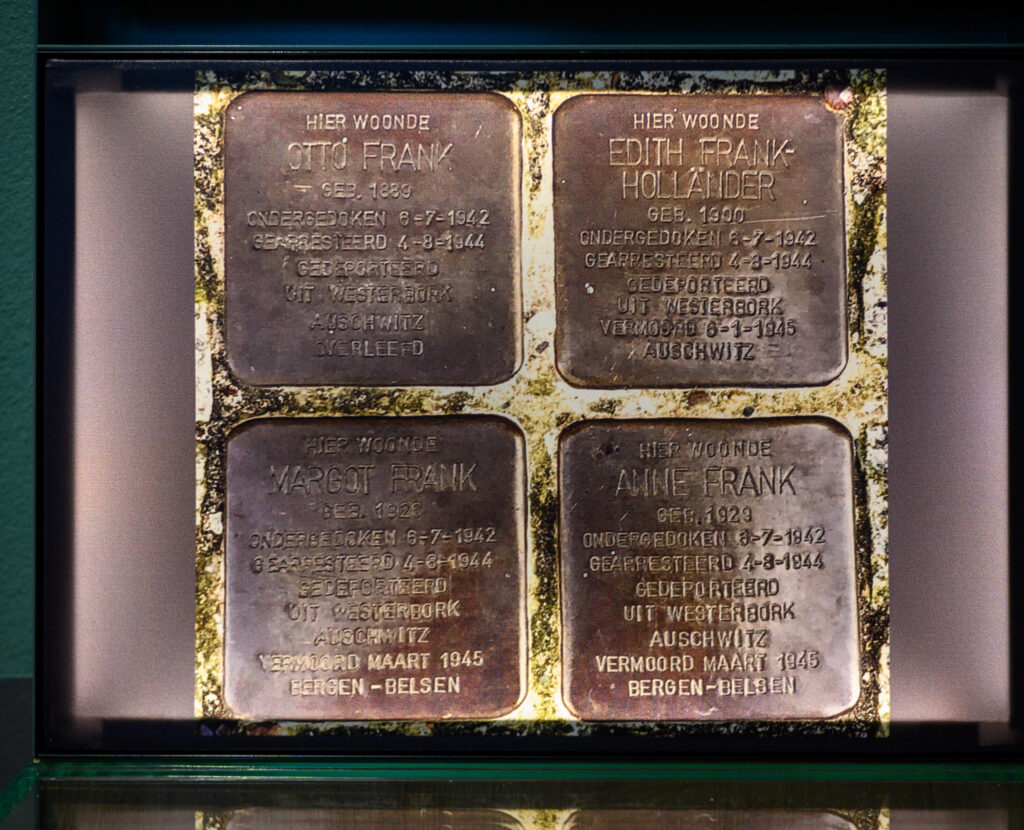 HIER WOONDE
OTTO FRANK
GEB. 1889
ONDERGEDOKEN 6-7-1942
GEARRESTEERD 4-8-1944
GEDEPORTEERD
UIT WESTERBORK
AUSCHWITZ
OVERLEEFD
HIER WOONDE
EDITH FRANK-
HOLLÄNDER
GEB. 1900
ONDERGEDOKEN 6-7-1942
GEARRESTEERD 4-8-1944
GEDEPORTEERD
UIT WESTERBORK
VERMOORD 6-1-1945
AUSCHWITZ
HIER WOONDE
MARGOT FRANK
GEB. 1926
ONDERGEDOKEN 6-7-1942
GEARRESTEERD 4-8-1944
GEDEPORTEERD
UIT WESTERBORK
AUSCHWITZ
VERMOORD MAART 1945
BERGEN-BELSEN
HIER WOONDE
ANNE FRANK
GEB. 1929
ONDERGEDOKEN 6-7-1942
GEARRESTEERD 4-8-1944
GEDEPORTEERD
UIT WESTERBORK
AUSCHWITZ
VERMOORD MAART 1945
BERGEN-BELSEN